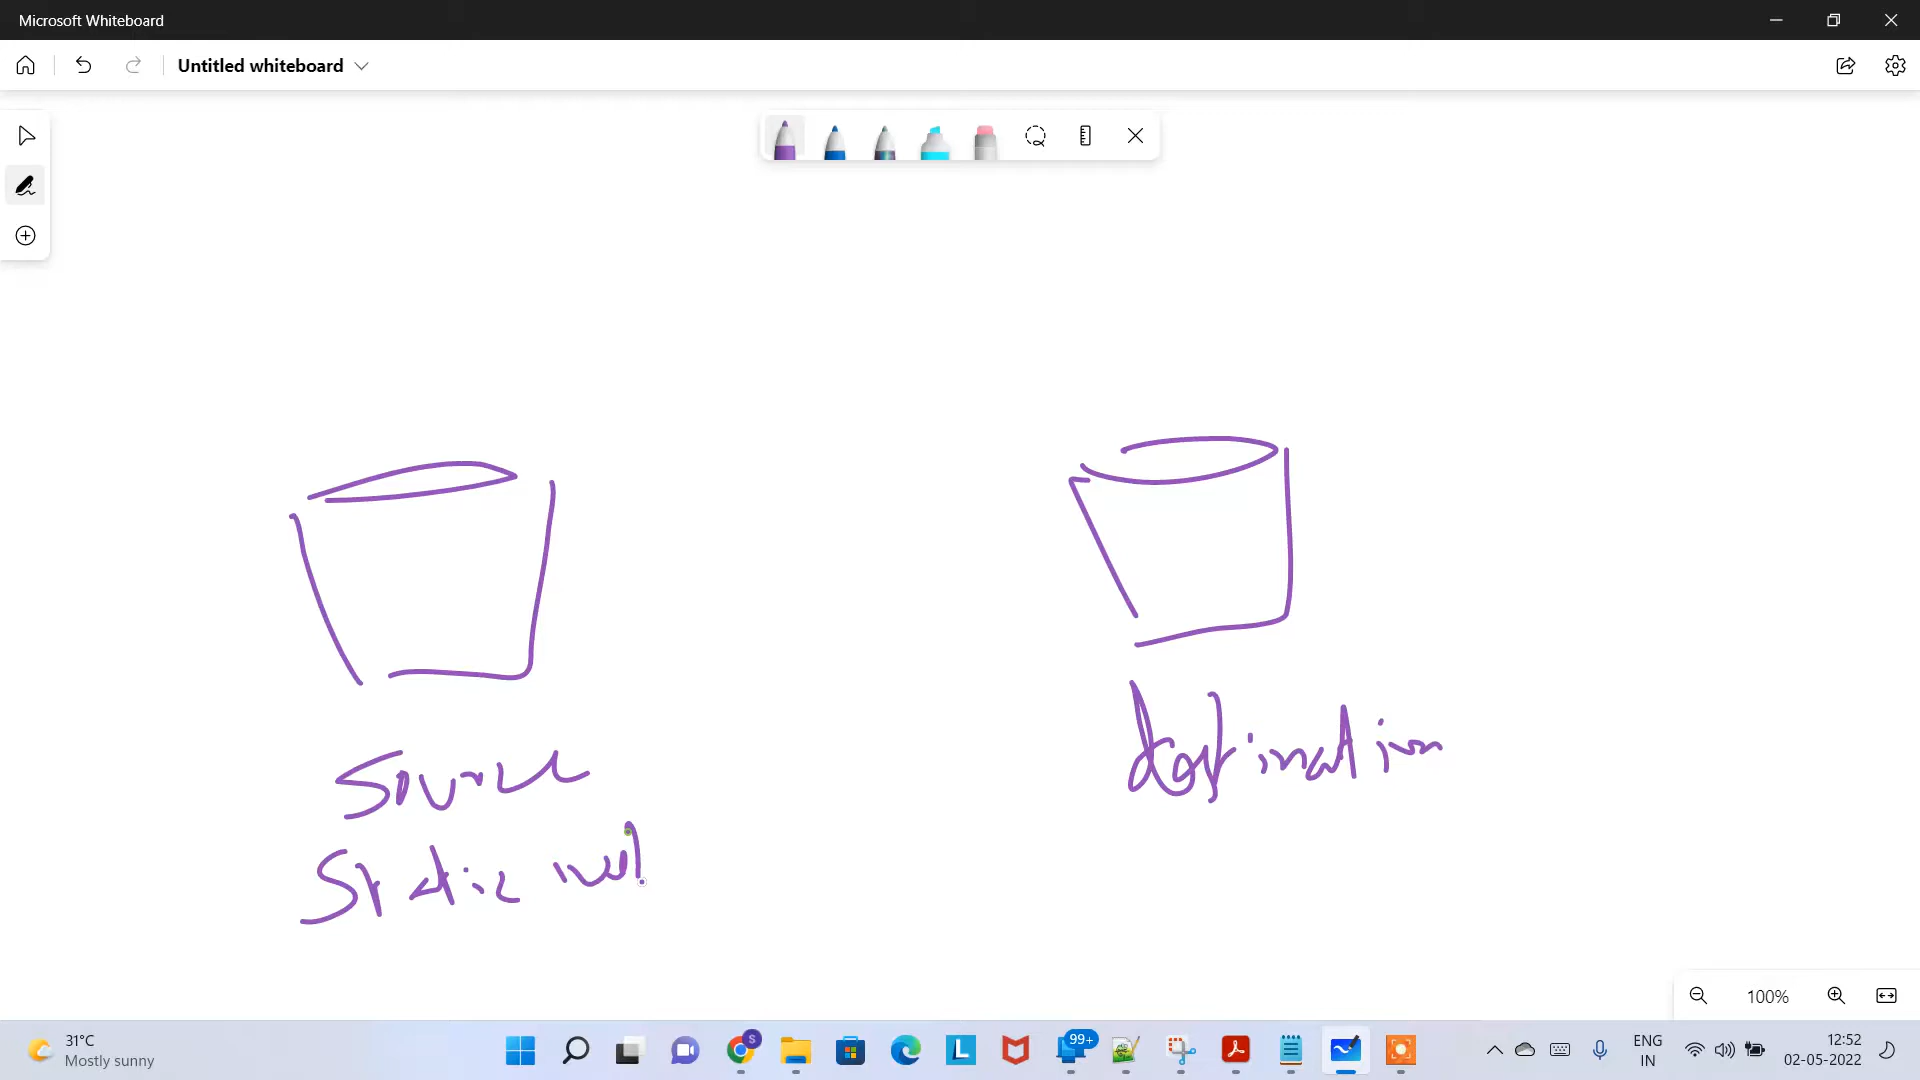 Microsoft Whiteboard
Untitled whiteboard
Source
Destination
Static
100%
31°C
Mostly sunny
S
99+
L
ENG
IN
12:52
02-05-2022